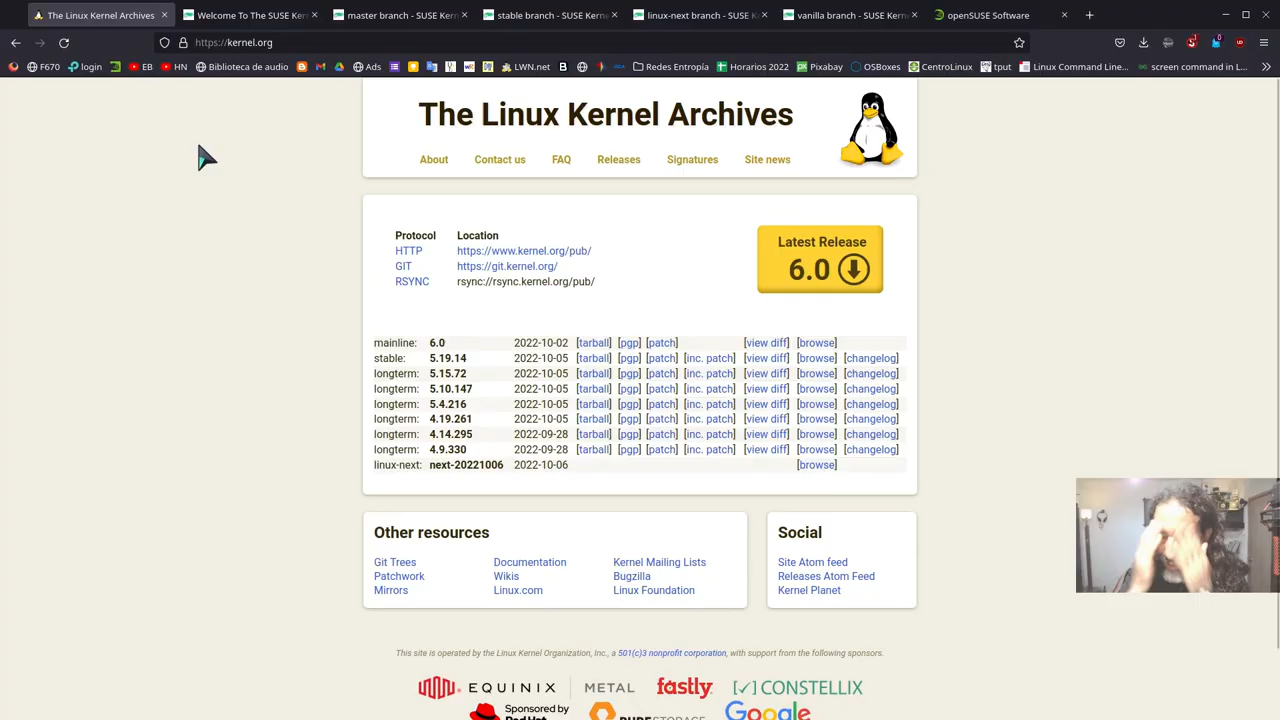 The Linux Kernel Archives
Welcome To The SUSE Ker
master branch - SUSE Kerne
stable branch - SUSE Kerne
linux-next branch - SUSE K
vanilla branch - SUSE Kerne
openSUSE Software
https://kernel.org
F670
login
EB
HN
Biblioteca de audio
Ads
LWN.net
Redes Entropía
Horarios 2022
Pixabay
OSBoxes
CentroLinux
tput
Linux Command Line...
screen command in Lin...
The Linux Kernel Archives
About Contact us FAQ Releases Signatures Site news
Protocol Location
HTTP https://www.kernel.org/pub/
GIT https://git.kernel.org/
RSYNC rsync://rsync.kernel.org/pub/
Latest Release
6.0
mainline: 6.0 2022-10-02 [tarball] [pgp] [patch] [view diff] [browse]
stable: 5.19.14 2022-10-05 [tarball] [pgp] [patch] [inc. patch] [view diff] [browse] [changelog]
longterm: 5.15.72 2022-10-05 [tarball] [pgp] [patch] [inc. patch] [view diff] [browse] [changelog]
longterm: 5.10.147 2022-10-05 [tarball] [pgp] [patch] [inc. patch] [view diff] [browse] [changelog]
longterm: 5.4.216 2022-10-05 [tarball] [pgp] [patch] [inc. patch] [view diff] [browse] [changelog]
longterm: 4.19.261 2022-10-05 [tarball] [pgp] [patch] [inc. patch] [view diff] [browse] [changelog]
longterm: 4.14.295 2022-09-28 [tarball] [pgp] [patch] [inc. patch] [view diff] [browse] [changelog]
longterm: 4.9.330 2022-09-28 [tarball] [pgp] [patch] [inc. patch] [view diff] [browse] [changelog]
linux-next: next-20221006 2022-10-06 [browse]
Other resources
Git Trees Documentation Kernel Mailing Lists
Patchwork Wikis Bugzilla
Mirrors Linux.com Linux Foundation
Social
Site Atom feed
Releases Atom Feed
Kernel Planet
This site is operated by the Linux Kernel Organization, Inc., a 501(c)3 nonprofit corporation, with support from the following sponsors.
EQUINIX METAL fastly CONSTELLIX
Sponsored by
Red Hat PURESTORAGE Google